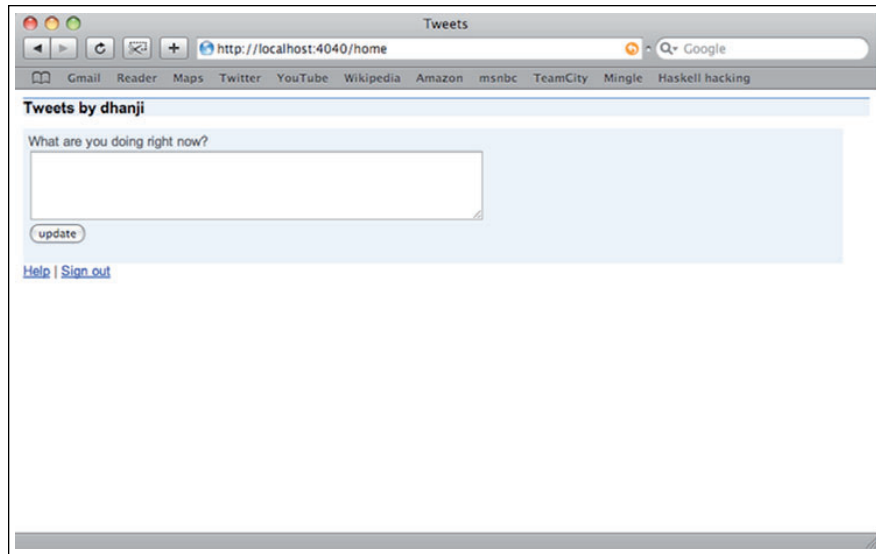 Tweets
http://localhost:4040/home
Google
Gmail Reader Maps Twitter YouTube Wikipedia Amazon msnbc TeamCity Mingle Haskell hacking
Tweets by dhanji
What are you doing right now?
update
Help | Sign out